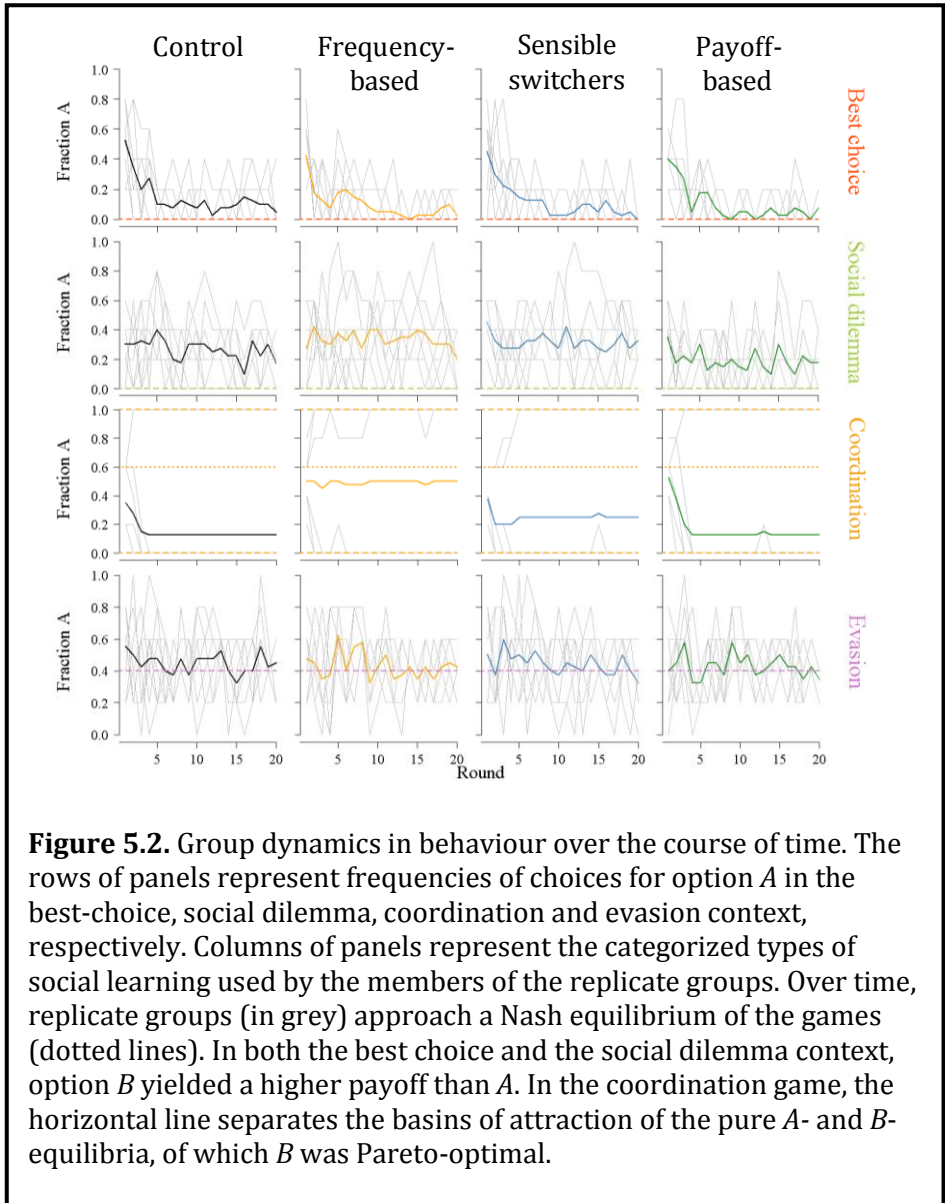 Control
Frequency-
based
Sensible
switchers
Payoff-
based
Fraction A
1.0
0.8
0.6
0.4
0.2
0.0
Best choice
Fraction A
1.0
0.8
0.6
0.4
0.2
0.0
Social dilemma
Fraction A
1.0
0.8
0.6
0.4
0.2
0.0
Coordination
Fraction A
1.0
0.8
0.6
0.4
0.2
0.0
Evasion
5 10 15 20 5 10 15 20 5 10 15 20 5 10 15 20
Round
Figure 5.2. Group dynamics in behaviour over the course of time. The
rows of panels represent frequencies of choices for option A in the
best-choice, social dilemma, coordination and evasion context,
respectively. Columns of panels represent the categorized types of
social learning used by the members of the replicate groups. Over time,
replicate groups (in grey) approach a Nash equilibrium of the games
(dotted lines). In both the best choice and the social dilemma context,
option B yielded a higher payoff than A. In the coordination game, the
horizontal line separates the basins of attraction of the pure A- and B-
equilibria, of which B was Pareto-optimal.